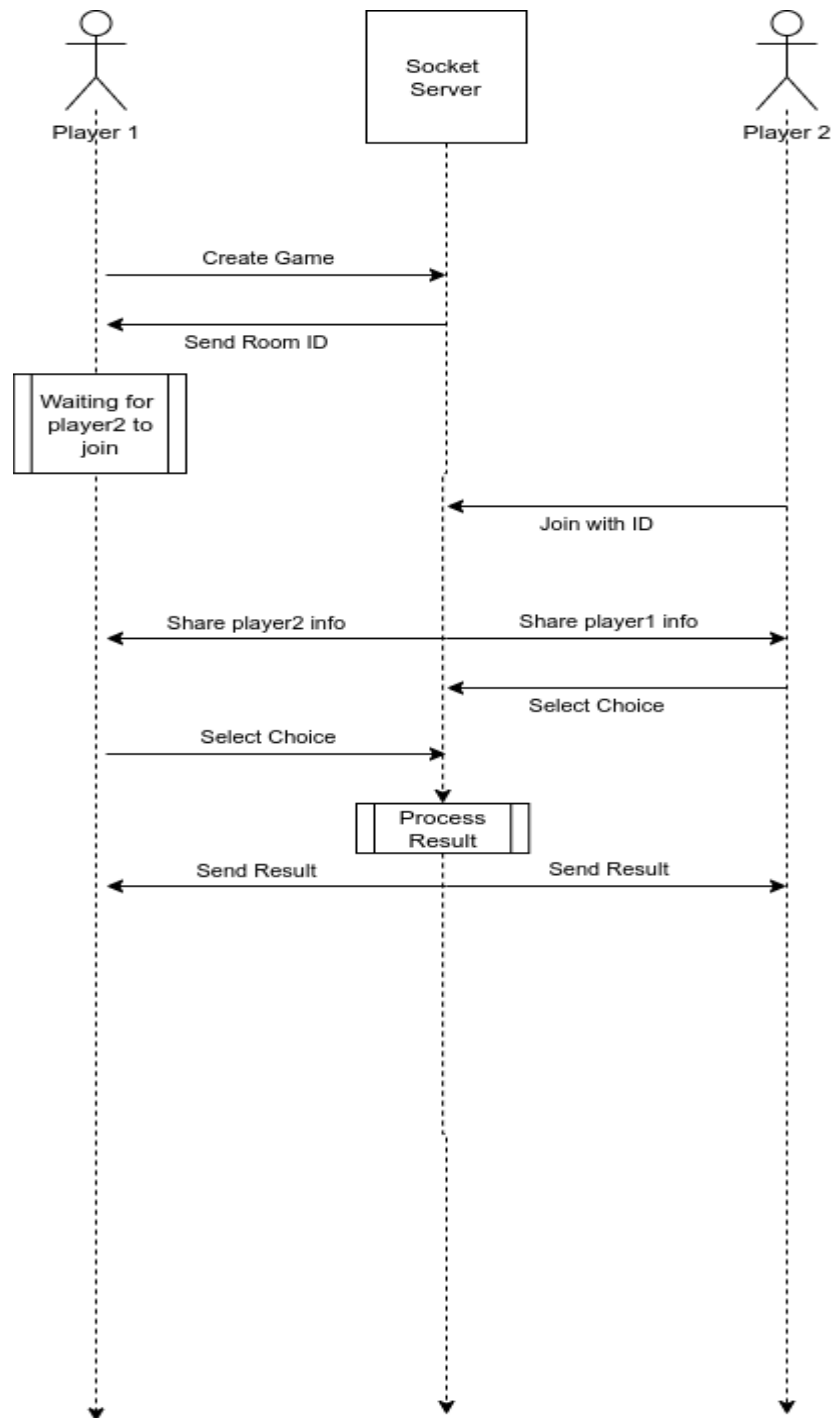 Socket
Server
Player 1
Player 2
Create Game
Send Room ID
Waiting for
player2 to
join
Join with ID
Share player2 info
Share player1 info
Select Choice
Select Choice
Process
Result
Send Result
Send Result